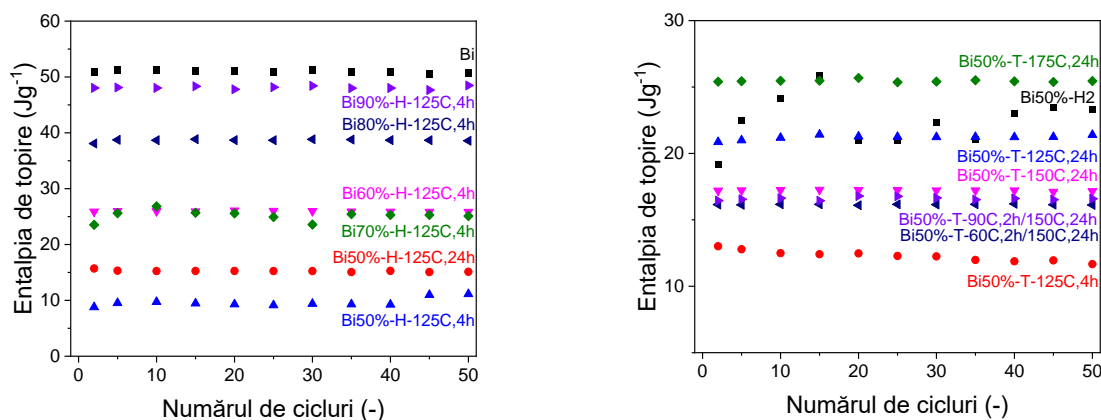 60
50
40
30
20
10
0
0
10
20
30
40
50
Entalpia de topire (Jg-1)
Numărul de cicluri (-)
Bi
Bi90%-H-125C,4h
Bi80%-H-125C,4h
Bi60%-H-125C,4h
Bi70%-H-125C,4h
Bi50%-H-125C,24h
Bi50%-H-125C,4h
30
20
10
0
10
20
30
40
50
Entalpia de topire (Jg-1)
Numărul de cicluri (-)
Bi50%-T-175C,24h
Bi50%-H2
Bi50%-T-125C,24h
Bi50%-T-150C,24h
Bi50%-T-90C,2h/150C,24h
Bi50%-T-60C,2h/150C,24h
Bi50%-T-125C,4h